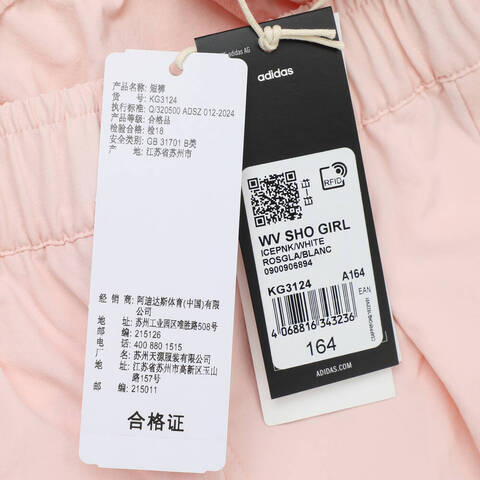 产品名称: 短裤
货 号: KG3124
执行标准: Q/320500 ADSZ 012-2024
产品等级: 合格品
检验合格: 检18
安全类别: GB 31701 B类
产 地: 江苏省苏州市
经 销 商: 阿迪达斯体育(中国)有限公司
地 址: 苏州工业园区唯胜路508号
邮 编: 215126
电 话: 400 880 1515
厂 名: 苏州天源服装有限公司
地 址: 江苏省苏州市高新区玉山路157号
邮 编: 215011
合格证
adidas AG
adidas
RFID
WV SHO GIRL
ICEPNK/WHITE
ROSGLA/BLANC
0900906894
KG3124 A164
EAN
4 068816 343236
164
ADIDAS.COM